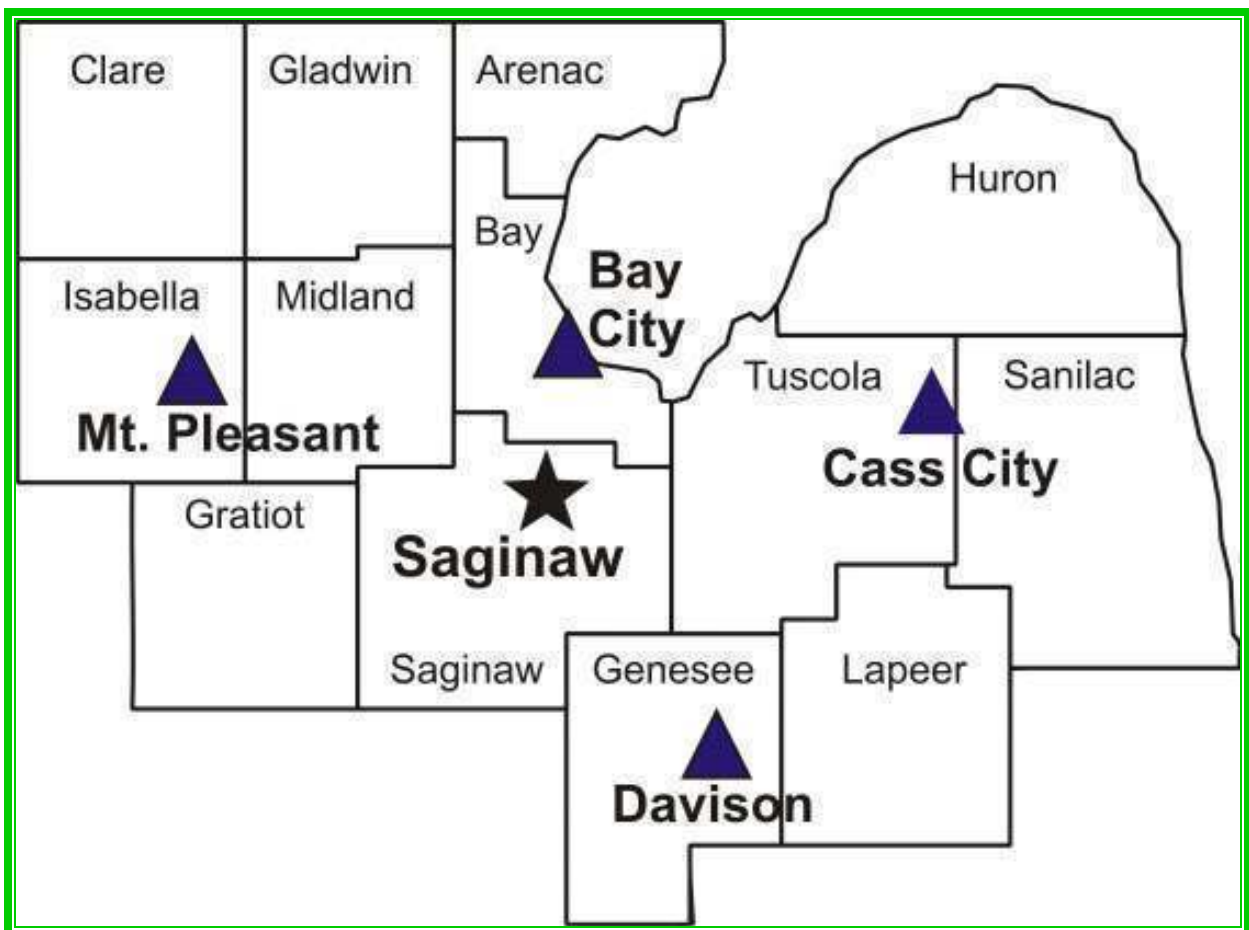 Clare
Gladwin
Arenac
Huron
Bay
Bay
City
Isabella
Midland
Tuscola
Sanilac
Mt. Pleasant
Cass City
Gratiot
Saginaw
Saginaw
Genesee
Lapeer
Davison